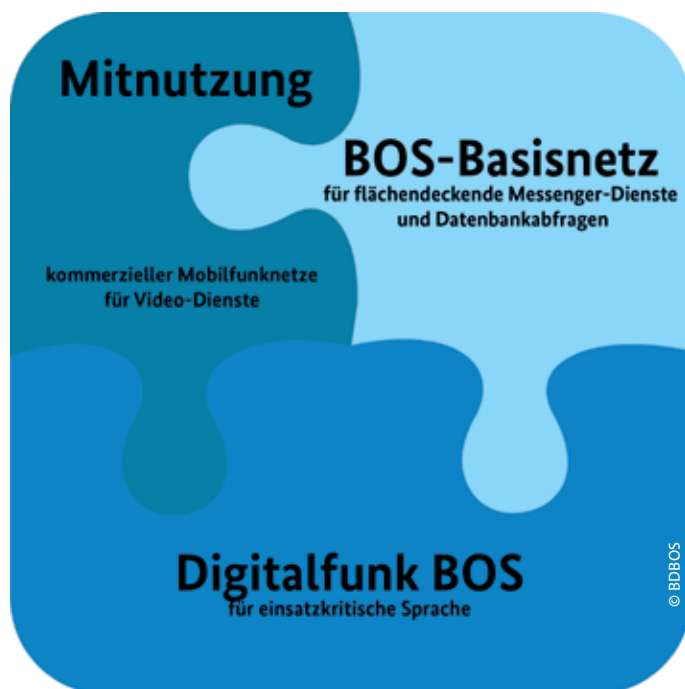 Mitnutzung
kommerzieller Mobilfunknetze
für Video-Dienste
BOS-Basisnetz
für flächendeckende Messenger-Dienste
und Datenbankabfragen
Digitalfunk BOS
für einsatzkritische Sprache
© BDBOS